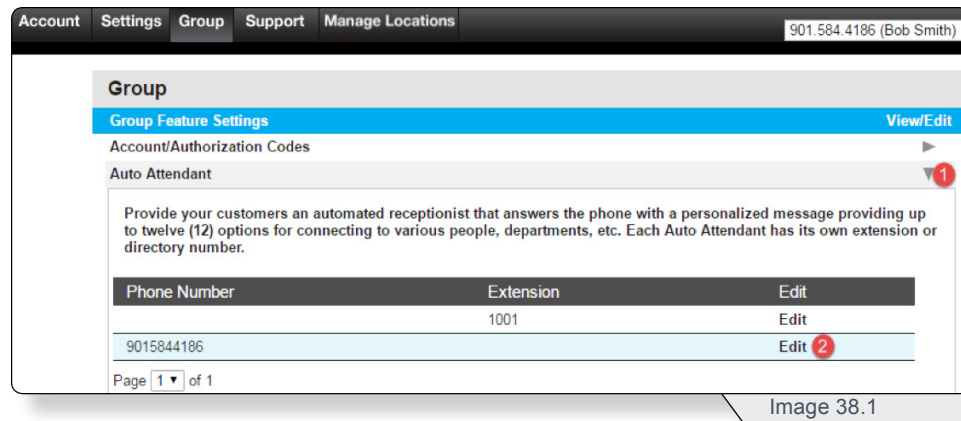 Account Settings Group Support Manage Locations
901.584.4186 (Bob Smith)
Group
Group Feature Settings View/Edit
Account/Authorization Codes
Auto Attendant 1
Provide your customers an automated receptionist that answers the phone with a personalized message providing up
to twelve (12) options for connecting to various people, departments, etc. Each Auto Attendant has its own extension or
directory number.
Phone Number Extension Edit
1001 Edit
9015844186 Edit 2
Page 1 of 1
Image 38.1